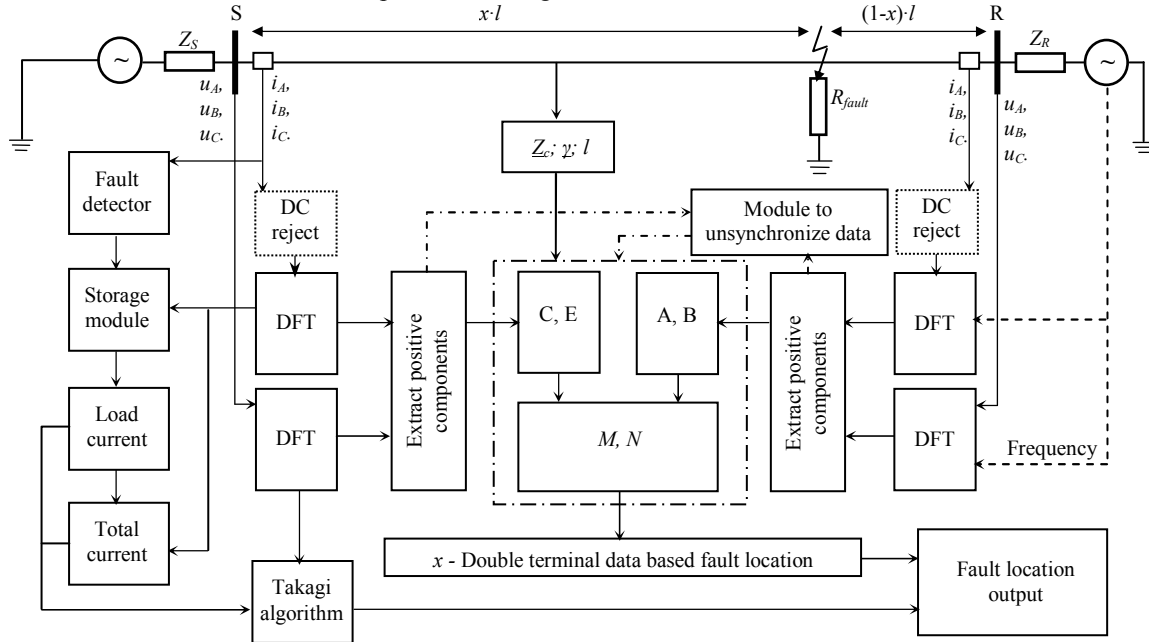 S
x·l
(1-x)·l
R
Z_S
Z_R
~
~
u_A,
u_B,
u_C.
i_A,
i_B,
i_C.
R_fault
i_A,
i_B,
i_C.
u_A,
u_B,
u_C.
Z_c; γ; l
Fault
detector
DC
reject
Module to
unsynchronize data
DC
reject
Storage
module
DFT
Extract positive
components
C, E
A, B
Extract positive
components
DFT
Load
current
DFT
M, N
DFT
Frequency
Total
current
x - Double terminal data based fault location
Fault location
output
Takagi
algorithm